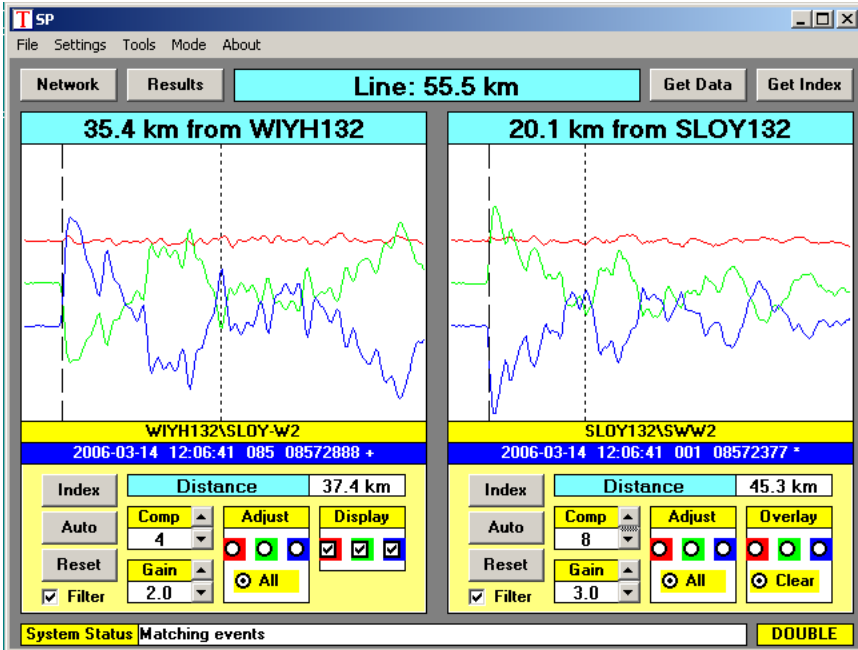 T SP
File Settings Tools Mode About
Network Results Line: 55.5 km Get Data Get Index
35.4 km from WIYH132
WIYH132\SLOY-W2
2006-03-14 12:06:41 085 08572888 +
Index Distance 37.4 km
Auto Comp Adjust Display
4
Reset Gain All
Filter 2.0
20.1 km from SLOY132
SLOY132\SWW2
2006-03-14 12:06:41 001 08572377 *
Index Distance 45.3 km
Auto Comp Adjust Overlay
8
Reset Gain All Clear
Filter 3.0
System Status Matching events DOUBLE